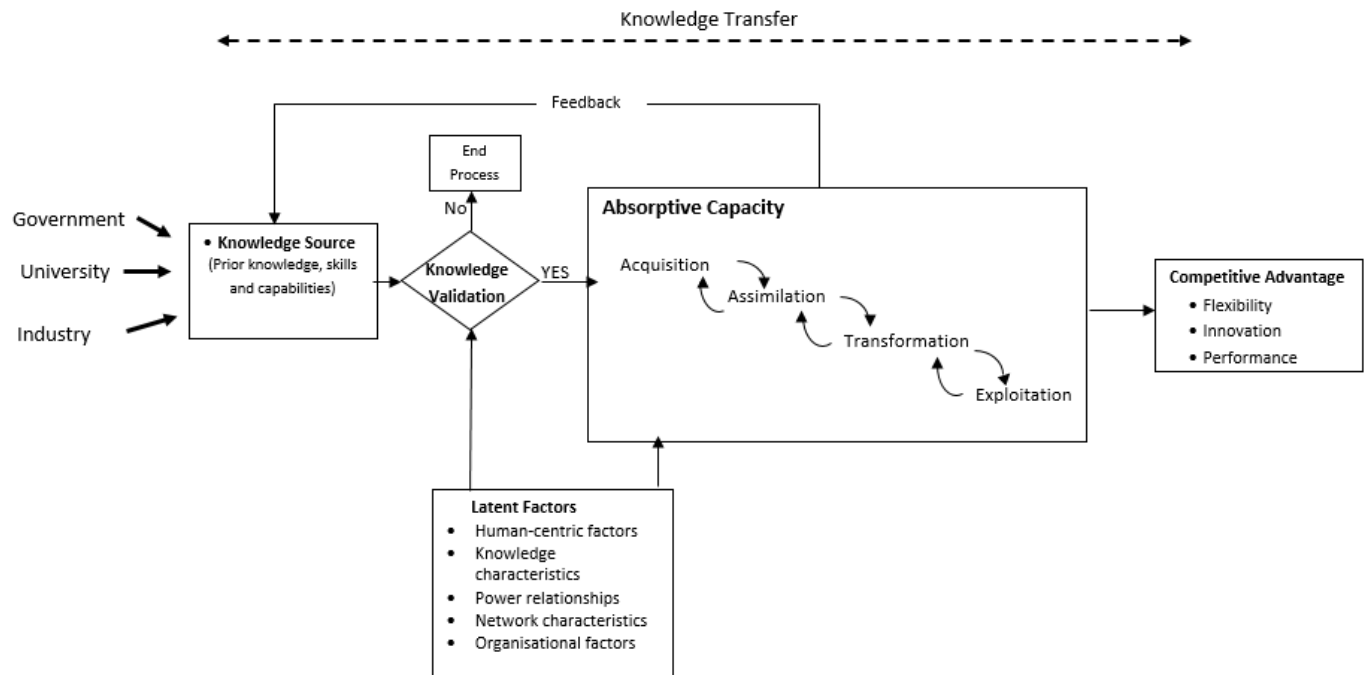 Knowledge Transfer
Feedback
End
Process
No
Government
University
Industry
• Knowledge Source
(Prior knowledge, skills
and capabilities)
Knowledge
Validation
YES
Absorptive Capacity
Acquisition
Assimilation
Transformation
Exploitation
Competitive Advantage
• Flexibility
• Innovation
• Performance
Latent Factors
• Human-centric factors
• Knowledge
characteristics
• Power relationships
• Network characteristics
• Organisational factors